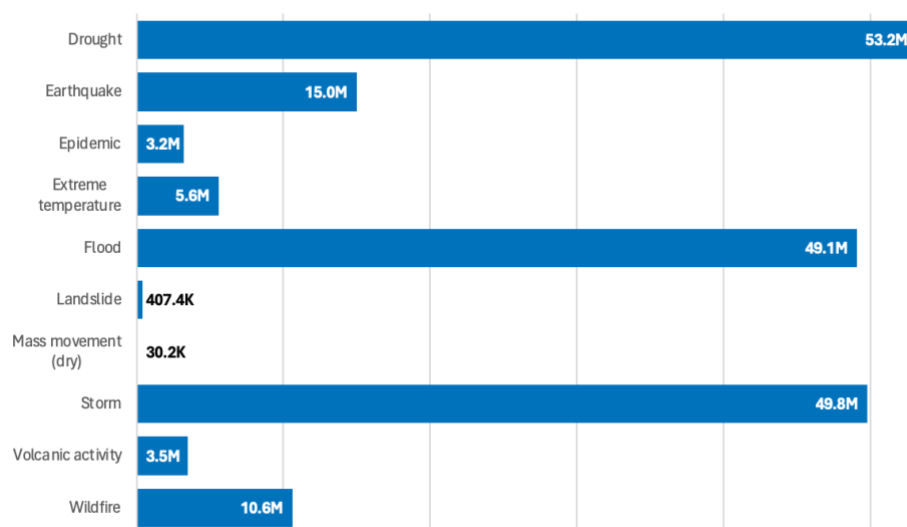 Drought
53.2M
Earthquake
15.0M
Epidemic
3.2M
Extreme
temperature
5.6M
Flood
49.1M
Landslide
407.4K
Mass movement
(dry)
30.2K
Storm
49.8M
Volcanic activity
3.5M
Wildfire
10.6M